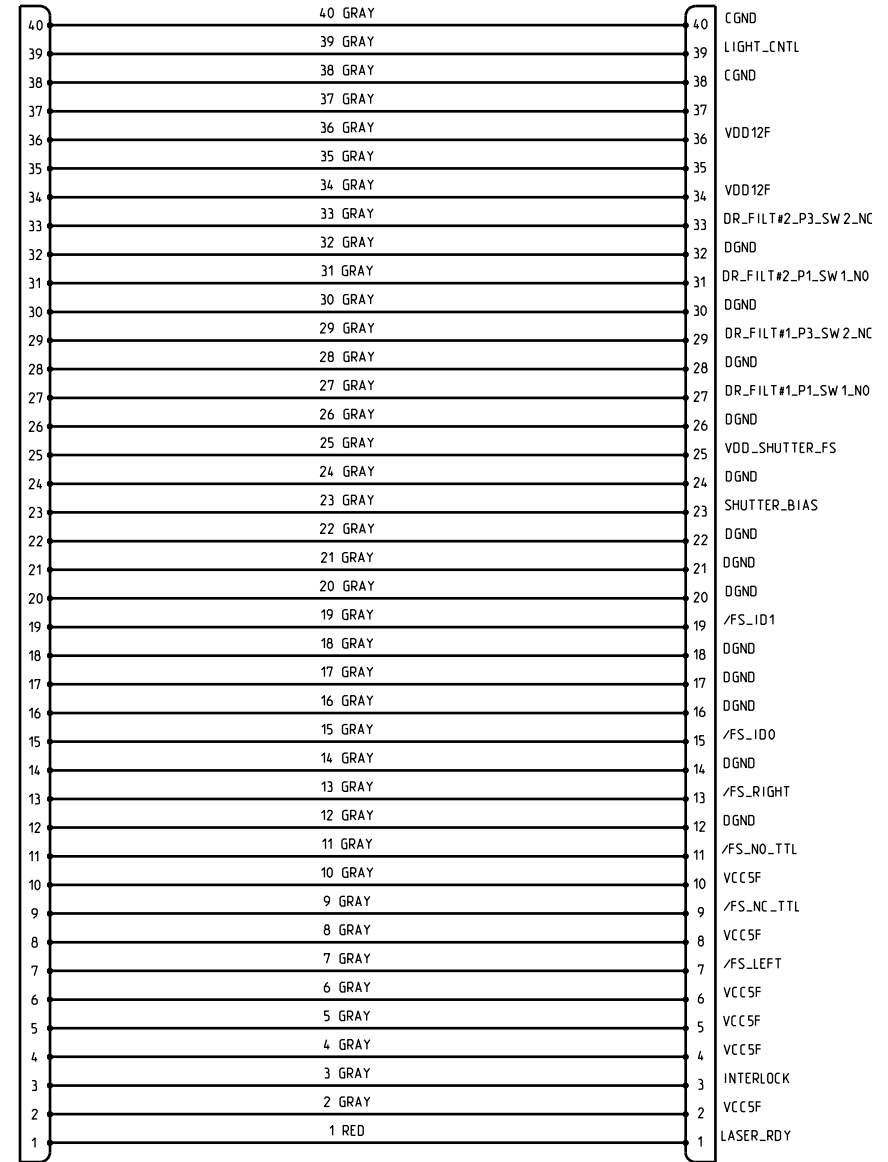 40 40 GRAY 40 CGND
39 39 GRAY 39 LIGHT_CNTL
38 38 GRAY 38 CGND
37 37 GRAY 37
36 36 GRAY 36 VDD12F
35 35 GRAY 35
34 34 GRAY 34 VDD12F
33 33 GRAY 33 DR_FILT#2_P3_SW2_NC
32 32 GRAY 32 DGND
31 31 GRAY 31 DR_FILT#2_P1_SW1_NO
30 30 GRAY 30 DGND
29 29 GRAY 29 DR_FILT#1_P3_SW2_NC
28 28 GRAY 28 DGND
27 27 GRAY 27 DR_FILT#1_P1_SW1_NO
26 26 GRAY 26 DGND
25 25 GRAY 25 VDD_SHUTTER_FS
24 24 GRAY 24 DGND
23 23 GRAY 23 SHUTTER_BIAS
22 22 GRAY 22 DGND
21 21 GRAY 21 DGND
20 20 GRAY 20 DGND
19 19 GRAY 19 /FS_ID1
18 18 GRAY 18 DGND
17 17 GRAY 17 DGND
16 16 GRAY 16 DGND
15 15 GRAY 15 /FS_ID0
14 14 GRAY 14 DGND
13 13 GRAY 13 /FS_RIGHT
12 12 GRAY 12 DGND
11 11 GRAY 11 /FS_NO_TTL
10 10 GRAY 10 VCC5F
9 9 GRAY 9 /FS_NC_TTL
8 8 GRAY 8 VCC5F
7 7 GRAY 7 /FS_LEFT
6 6 GRAY 6 VCC5F
5 5 GRAY 5 VCC5F
4 4 GRAY 4 VCC5F
3 3 GRAY 3 INTERLOCK
2 2 GRAY 2 VCC5F
1 1 RED 1 LASER_RDY